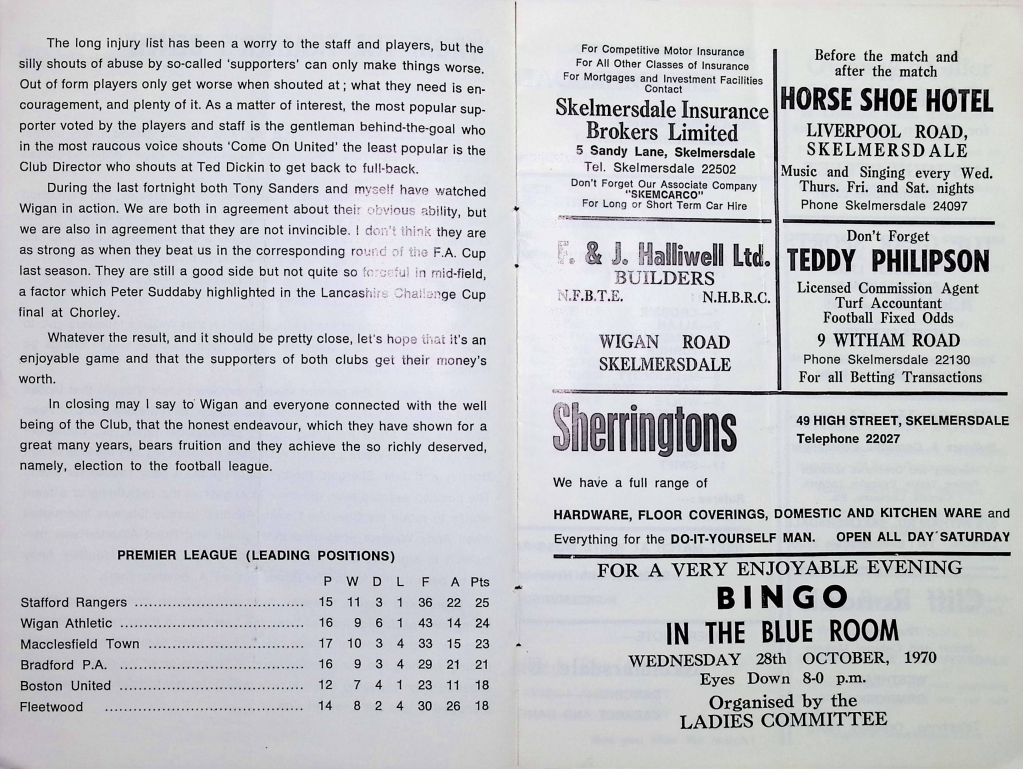 The long injury list has been a worry to the staff and players, but the
silly shouts of abuse by so-called 'supporters' can only make things worse.
Out of form players only get worse when shouted at ; what they need is en-
couragement, and plenty of it. As a matter of interest, the most popular sup-
porter voted by the players and staff is the gentleman behind-the-goal who
in the most raucous voice shouts 'Come On United' the least popular is the
Club Director who shouts at Ted Dickin to get back to full-back.
During the last fortnight both Tony Sanders and myself have watched
Wigan in action. We are both in agreement about their obvious ability, but
we are also in agreement that they are not invincible. I don't think they are
as strong as when they beat us in the corresponding round of the F.A. Cup
last season. They are still a good side but not quite so forceful in mid-field,
a factor which Peter Suddaby highlighted in the Lancashire Challenge Cup
final at Chorley.
Whatever the result, and it should be pretty close, let's hope that it's an
enjoyable game and that the supporters of both clubs get their money's
worth.
In closing may I say to Wigan and everyone connected with the well
being of the Club, that the honest endeavour, which they have shown for a
great many years, bears fruition and they achieve the so richly deserved,
namely, election to the football league.
PREMIER LEAGUE (LEADING POSITIONS)
P W D L F A Pts
Stafford Rangers ........................................ 15 11 3 1 36 22 25
Wigan Athletic ........................................... 16 9 6 1 43 14 24
Macclesfield Town ..................................... 17 10 3 4 33 15 23
Bradford P.A. ............................................. 16 9 3 4 29 21 21
Boston United ............................................ 12 7 4 1 23 11 18
Fleetwood ................................................ 14 8 2 4 30 26 18
For Competitive Motor Insurance
For All Other Classes of Insurance
For Mortgages and Investment Facilities
Contact
Skelmersdale Insurance
Brokers Limited
5 Sandy Lane, Skelmersdale
Tel. Skelmersdale 22502
Don't Forget Our Associate Company
"SKEMCARCO"
For Long or Short Term Car Hire
Before the match and
after the match
HORSE SHOE HOTEL
LIVERPOOL ROAD,
SKELMERSDALE
Music and Singing every Wed.
Thurs. Fri. and Sat. nights
Phone Skelmersdale 24097
F. & J. Halliwell Ltd.
BUILDERS
N.F.B.T.E. N.H.B.R.C.
WIGAN ROAD
SKELMERSDALE
Don't Forget
TEDDY PHILIPSON
Licensed Commission Agent
Turf Accountant
Football Fixed Odds
9 WITHAM ROAD
Phone Skelmersdale 22130
For all Betting Transactions
Sherringtons
49 HIGH STREET, SKELMERSDALE
Telephone 22027
We have a full range of
HARDWARE, FLOOR COVERINGS, DOMESTIC AND KITCHEN WARE and
Everything for the DO-IT-YOURSELF MAN. OPEN ALL DAY SATURDAY
FOR A VERY ENJOYABLE EVENING
BINGO
IN THE BLUE ROOM
WEDNESDAY 28th OCTOBER, 1970
Eyes Down 8-0 p.m.
Organised by the
LADIES COMMITTEE